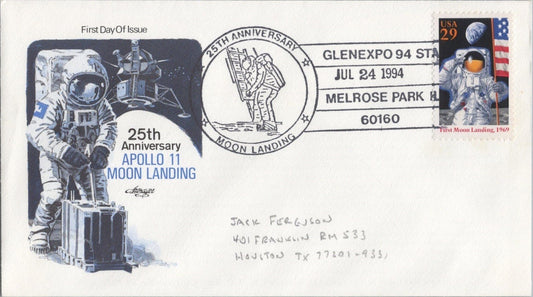 First Day Of Issue
25th
Anniversary
APOLLO 11
MOON LANDING
25TH ANNIVERSARY
MOON LANDING
GLENEXPO 94 STA
JUL 24 1994
MELROSE PARK
60160
USA
29
First Moon Landing, 1969
JACK FERGUSON
401 FRANKLIN RM 533
HOUSTON TX 77201-933